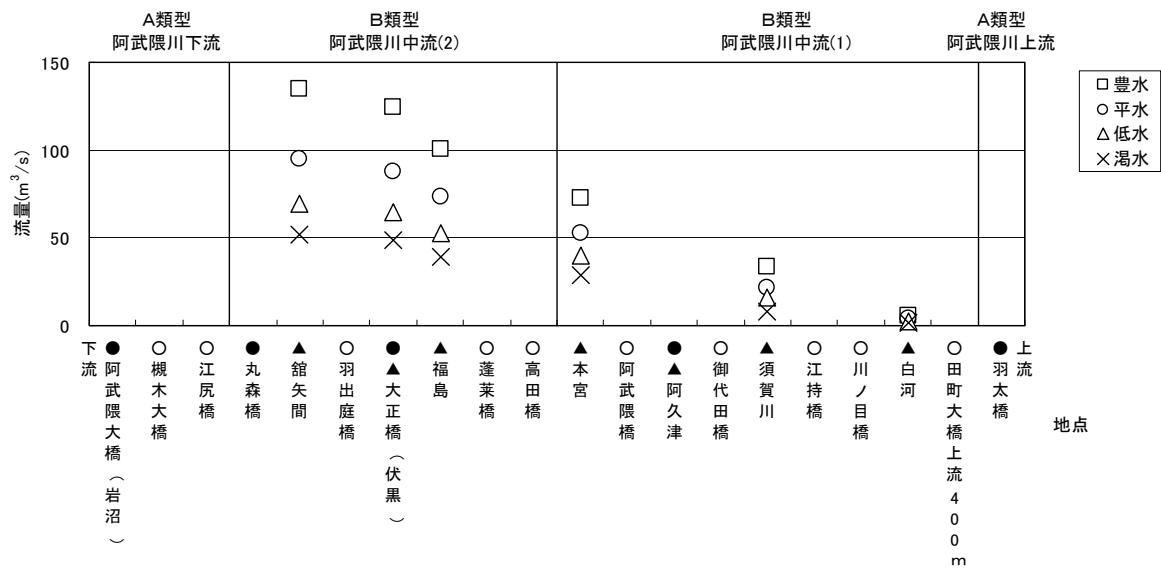 A類型
阿武隈川下流
B類型
阿武隈川中流(2)
B類型
阿武隈川中流(1)
A類型
阿武隈川上流
流量(m³/s)
150
100
50
0
□ 豊水
○ 平水
△ 低水
× 渇水
下流
●阿武隈大橋(岩沼)
○槻木大橋
○江尻橋
●丸森橋
▲舘矢間
○羽出庭橋
●▲大正橋(伏黒)
▲福島
○蓬莱橋
○高田橋
▲本宮
○阿武隈橋
●▲阿久津
○御代田橋
▲須賀川
○江持橋
○川ノ目橋
▲白河
○田町大橋上流400m
●羽太橋
上流
地点